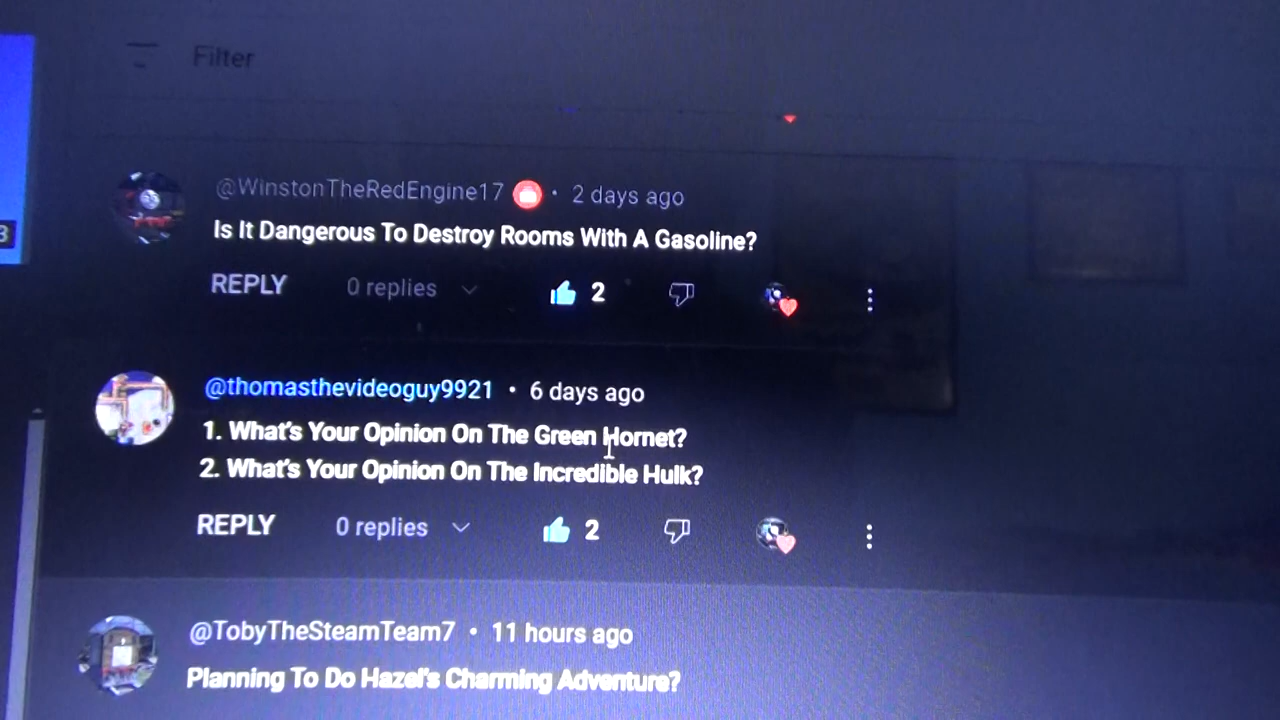 Filter
3
@WinstonTheRedEngine17 · 2 days ago
Is It Dangerous To Destroy Rooms With A Gasoline?
REPLY 0 replies 2
@thomasthevideoguy9921 · 6 days ago
1. What's Your Opinion On The Green Hornet?
2. What's Your Opinion On The Incredible Hulk?
REPLY 0 replies 2
@TobyTheSteamTeam7 · 11 hours ago
Planning To Do Hazel's Charming Adventure?